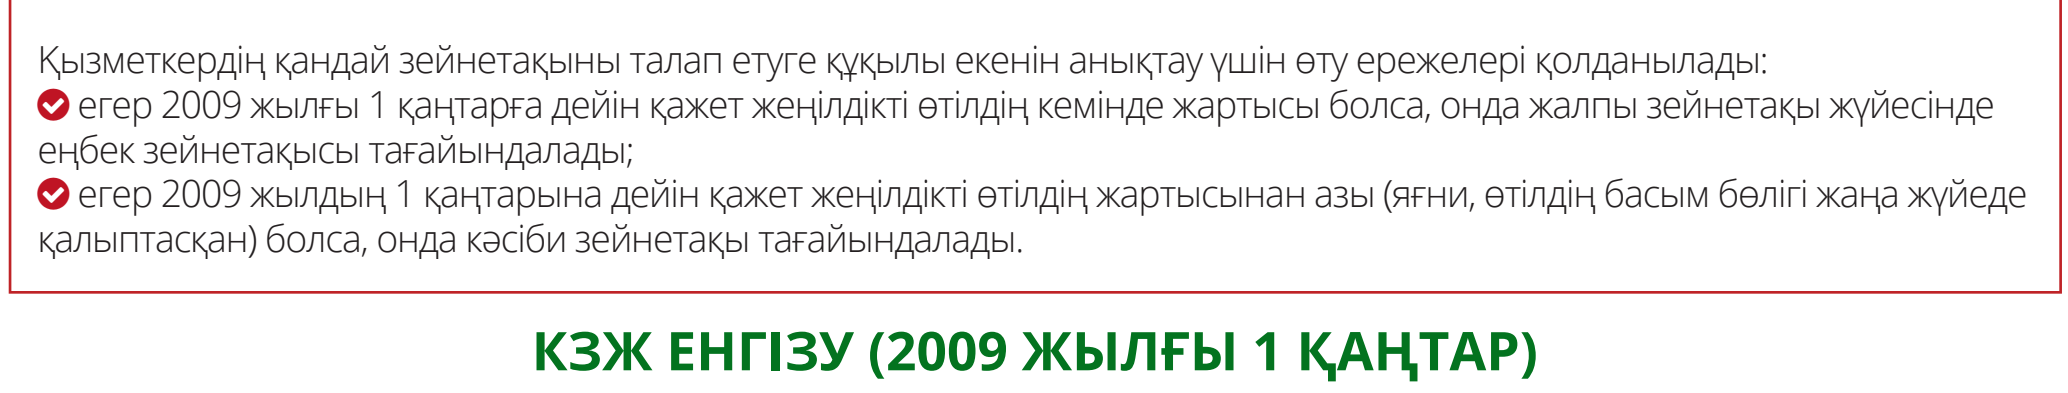 Қызметкердің қандай зейнетақыны талап етуге құқылы екенін анықтау үшін өту ережелері қолданылады:
егер 2009 жылғы 1 қаңтарға дейін қажет жеңілдікті өтілдің кемінде жартысы болса, онда жалпы зейнетақы жүйесінде
еңбек зейнетақысы тағайындалады;
егер 2009 жылдың 1 қаңтарына дейін қажет жеңілдікті өтілдің жартысынан азы (яғни, өтілдің басым бөлігі жаңа жүйеде
қалыптасқан) болса, онда кәсіби зейнетақы тағайындалады.
КЗЖ ЕНГІЗУ (2009 ЖЫЛҒЫ 1 ҚАҢТАР)